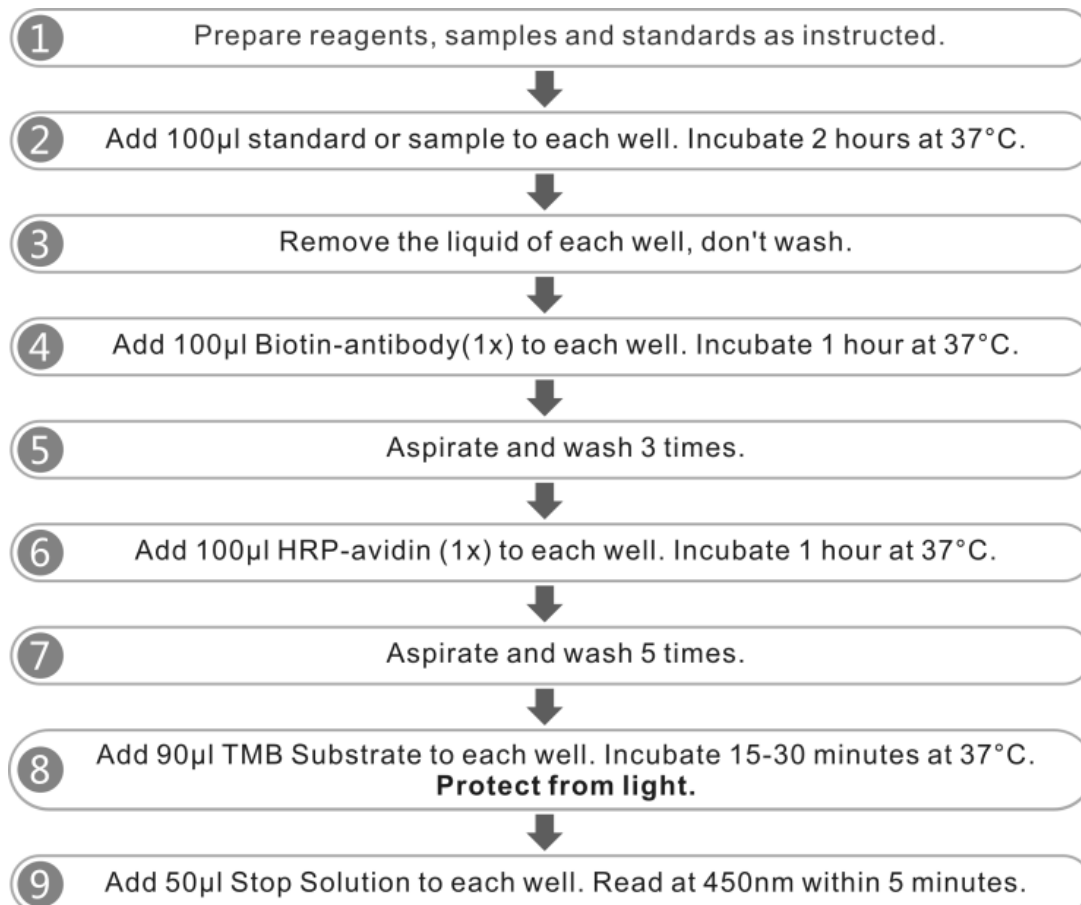 1 Prepare reagents, samples and standards as instructed.
2 Add 100μl standard or sample to each well. Incubate 2 hours at 37°C.
3 Remove the liquid of each well, don't wash.
4 Add 100μl Biotin-antibody(1x) to each well. Incubate 1 hour at 37°C.
5 Aspirate and wash 3 times.
6 Add 100μl HRP-avidin (1x) to each well. Incubate 1 hour at 37°C.
7 Aspirate and wash 5 times.
8 Add 90μl TMB Substrate to each well. Incubate 15-30 minutes at 37°C.
Protect from light.
9 Add 50μl Stop Solution to each well. Read at 450nm within 5 minutes.